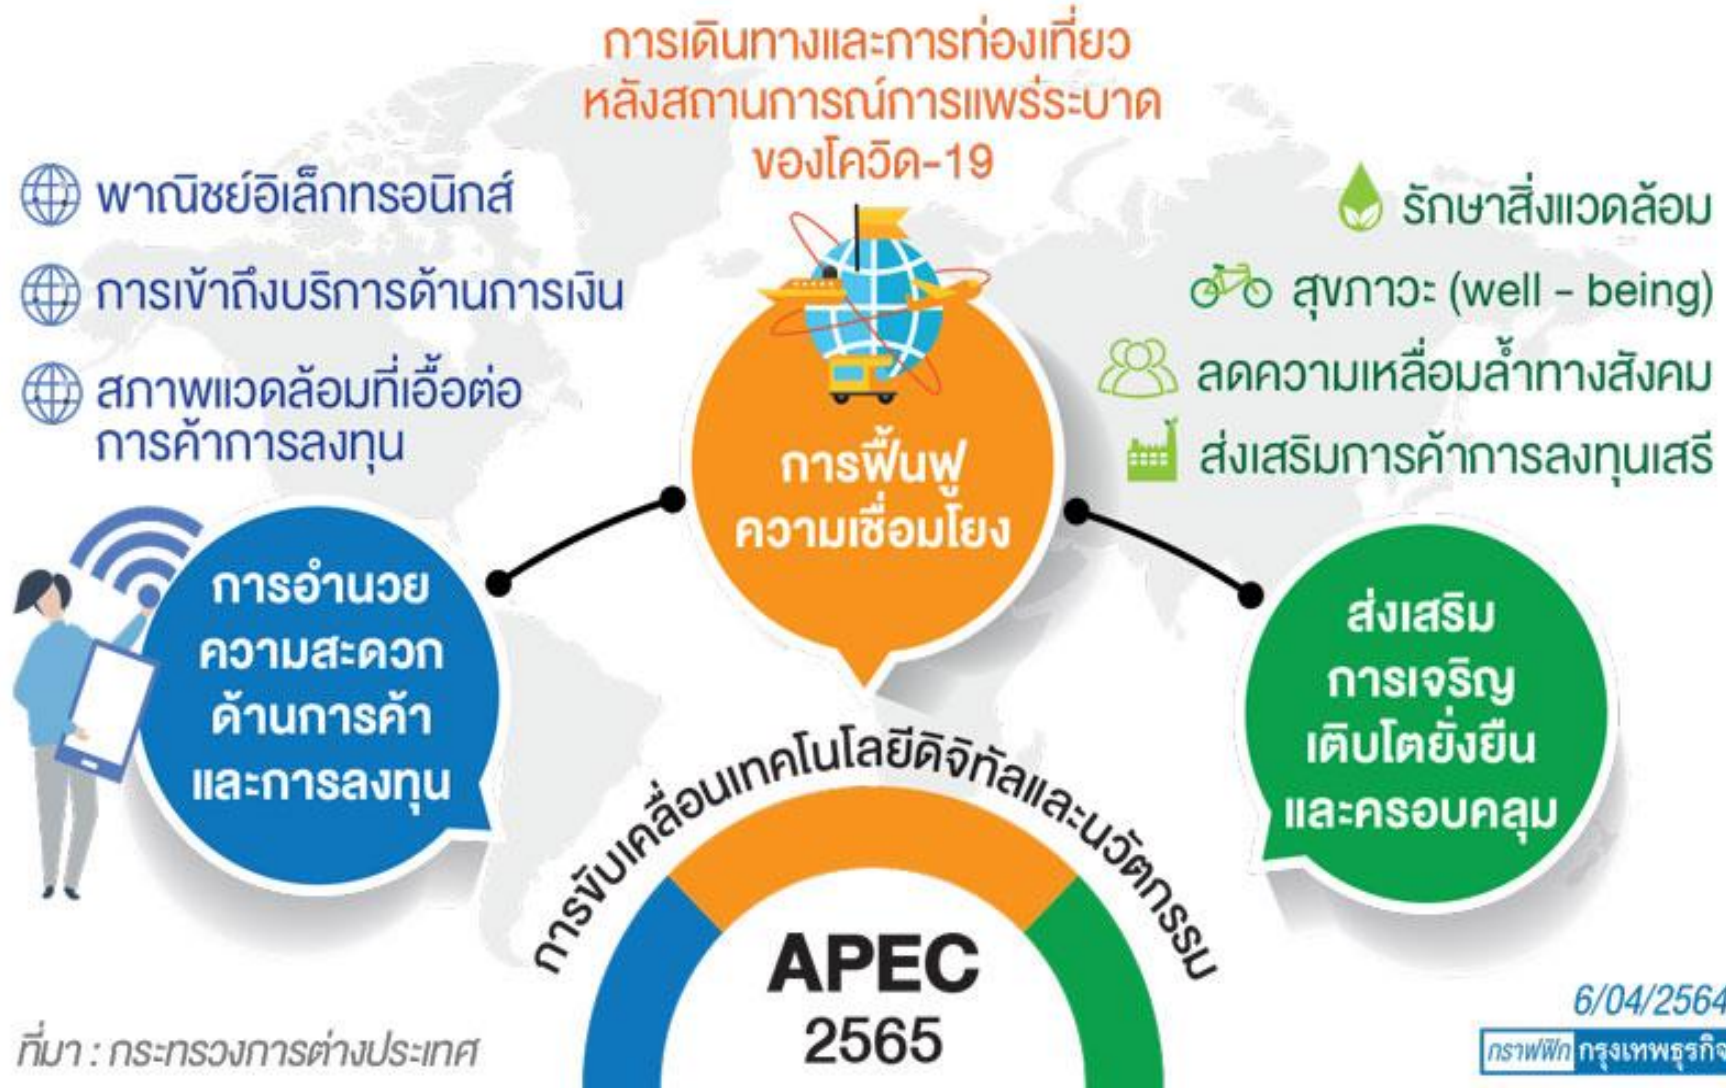 การเดินทางและการท่องเที่ยว
หลังสถานการณ์การแพร่ระบาด
ของโควิด-19
พาณิชย์อิเล็กทรอนิกส์
การเข้าถึงบริการด้านการเงิน
สภาพแวดล้อมที่เอื้อต่อ
การค้าการลงทุน
รักษาสิ่งแวดล้อม
สุขภาวะ (well - being)
ลดความเหลื่อมล้ำทางสังคม
ส่งเสริมการค้าการลงทุนเสรี
การอำนวย
ความสะดวก
ด้านการค้า
และการลงทุน
การฟื้นฟู
ความเชื่อมโยง
ส่งเสริม
การเจริญ
เติบโตยั่งยืน
และครอบคลุม
การขับเคลื่อนเทคโนโลยีดิจิทัลและนวัตกรรม
APEC
2565
ที่มา : กระทรวงการต่างประเทศ
6/04/2564
กราฟฟิก กรุงเทพธุรกิจ